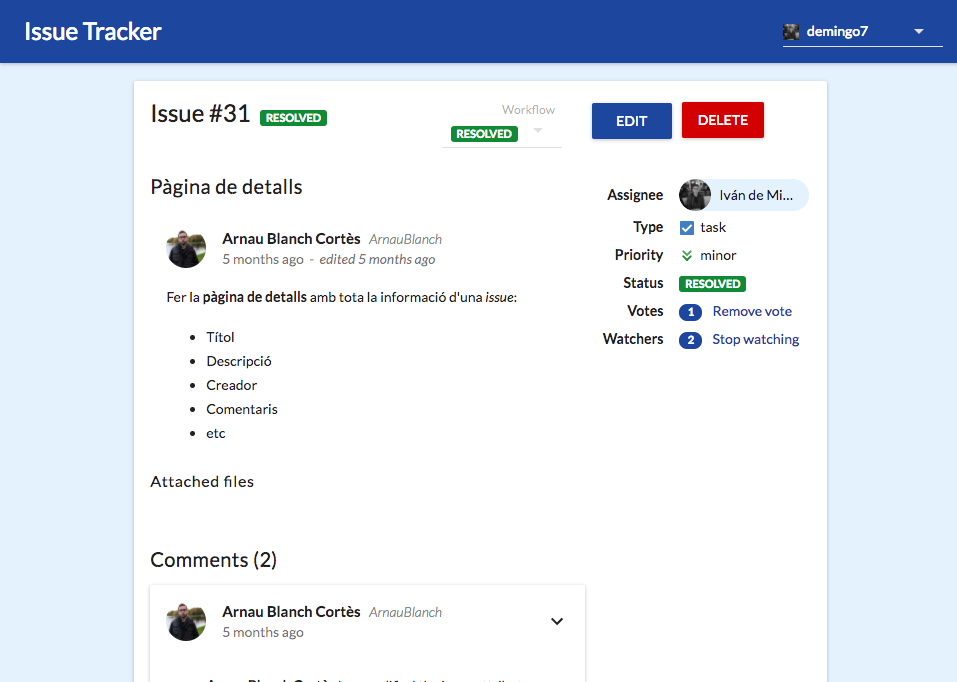 Issue Tracker
demingo7
Issue #31 RESOLVED
Workflow
RESOLVED
EDIT
DELETE
Pàgina de detalls
Arnau Blanch Cortès ArnauBlanch
5 months ago - edited 5 months ago
Fer la pàgina de detalls amb tota la informació d'una issue:
Títol
Descripció
Creador
Comentaris
etc
Attached files
Assignee Iván de Mi...
Type task
Priority minor
Status RESOLVED
Votes 1 Remove vote
Watchers 2 Stop watching
Comments (2)
Arnau Blanch Cortès ArnauBlanch
5 months ago